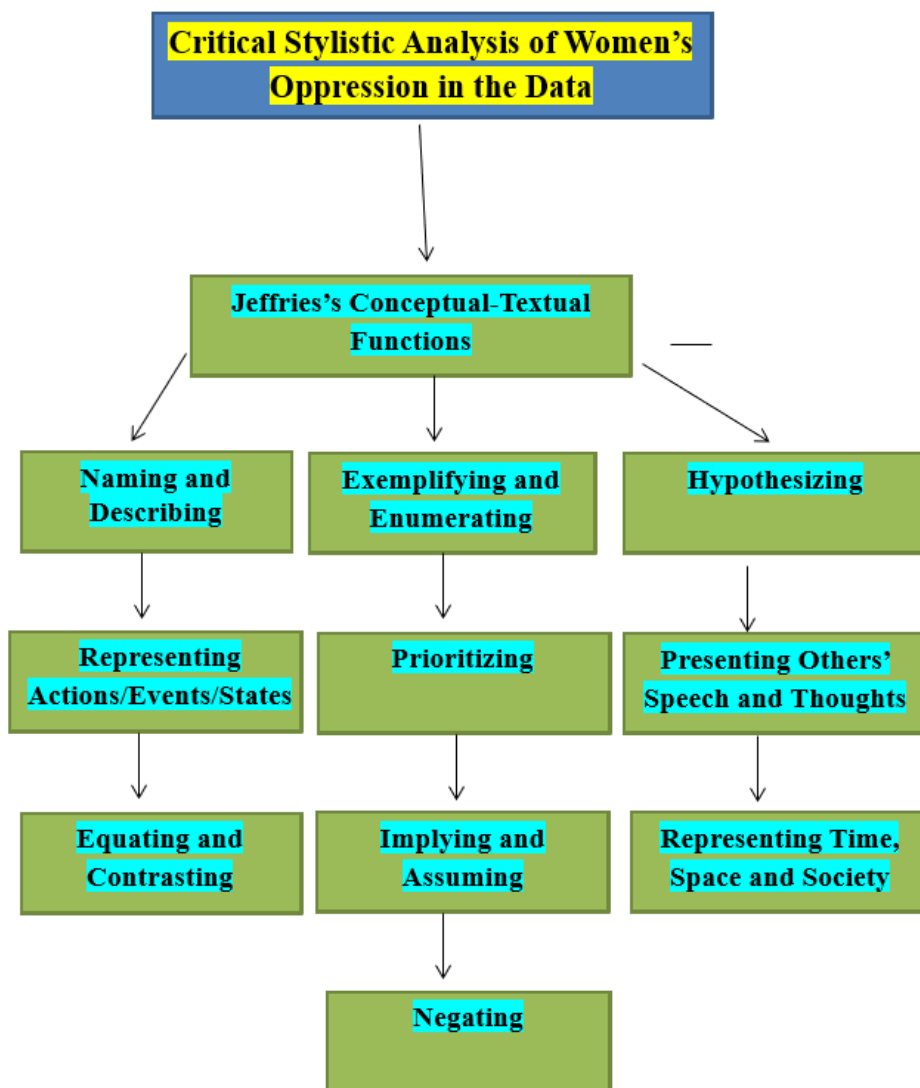 Critical Stylistic Analysis of Women’s
Oppression in the Data
Jeffries’s Conceptual-Textual
Functions
Naming and
Describing
Exemplifying and
Enumerating
Hypothesizing
Representing
Actions/Events/States
Prioritizing
Presenting Others’
Speech and Thoughts
Equating and
Contrasting
Implying and
Assuming
Representing Time,
Space and Society
Negating